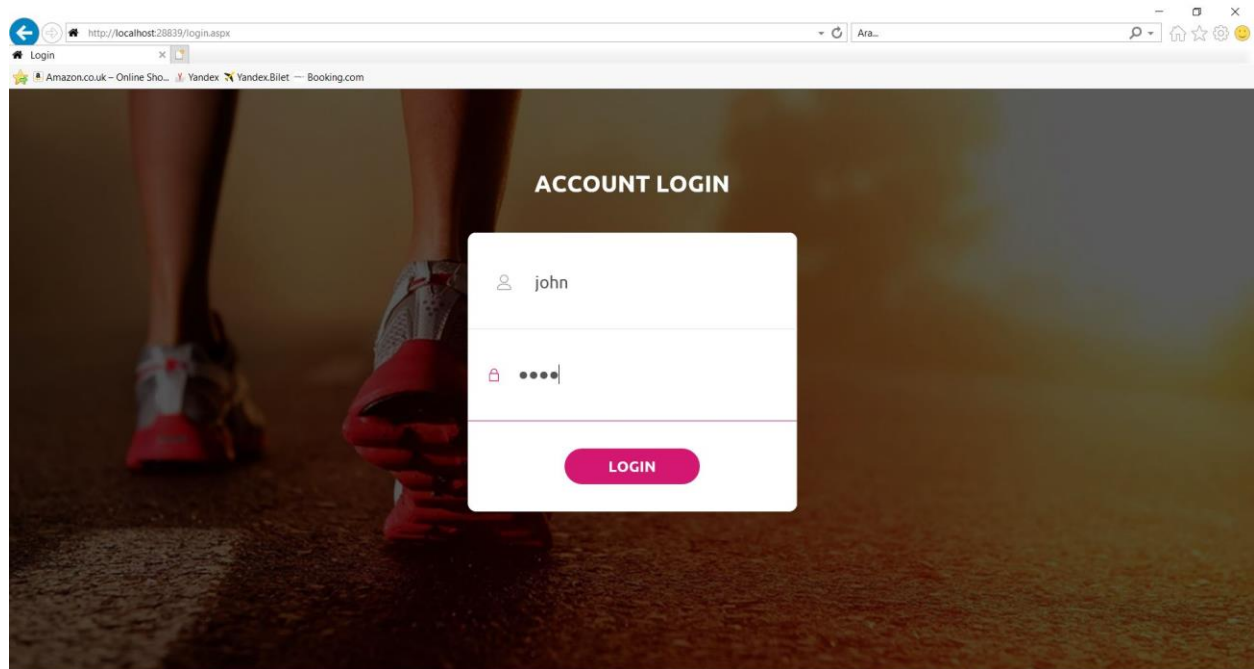 http://localhost:28839/login.aspx
Ara...
Login
Amazon.co.uk – Online Sho...
Yandex
Yandex.Bilet
Booking.com
ACCOUNT LOGIN
john
LOGIN